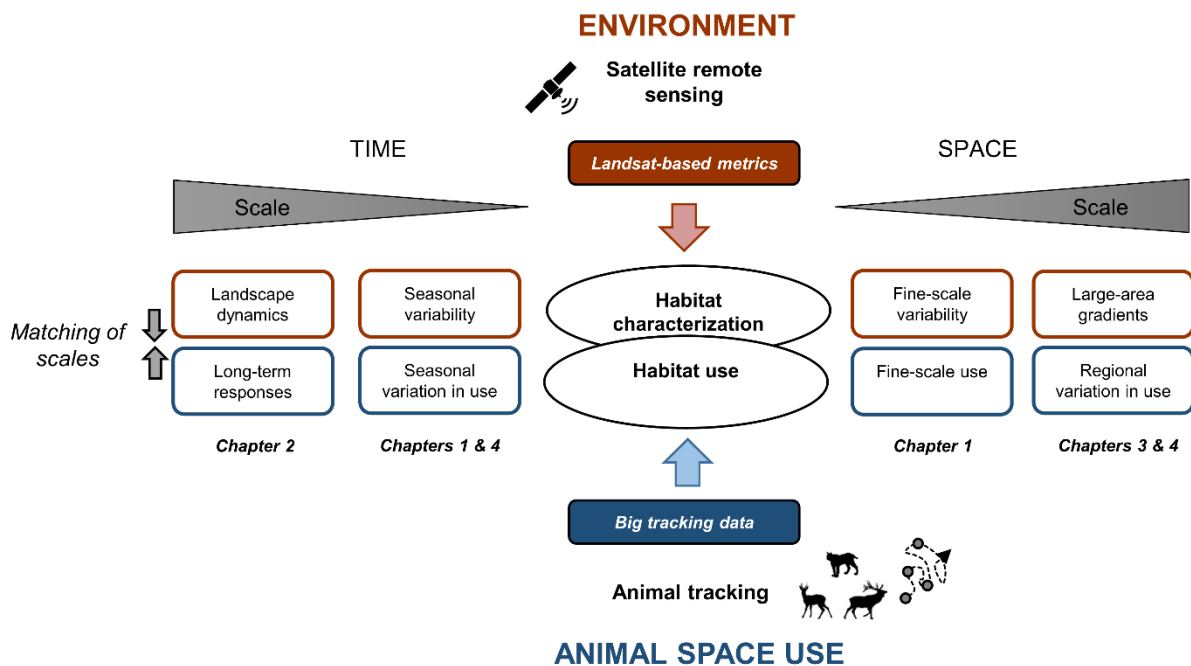 ENVIRONMENT
Satellite remote
sensing
TIME
SPACE
Landsat-based metrics
Scale
Scale
Landscape
dynamics
Seasonal
variability
Habitat
characterization
Fine-scale
variability
Large-area
gradients
Matching of
scales
Long-term
responses
Seasonal
variation in use
Habitat use
Fine-scale use
Regional
variation in use
Chapter 2
Chapters 1 & 4
Chapter 1
Chapters 3 & 4
Big tracking data
Animal tracking
ANIMAL SPACE USE